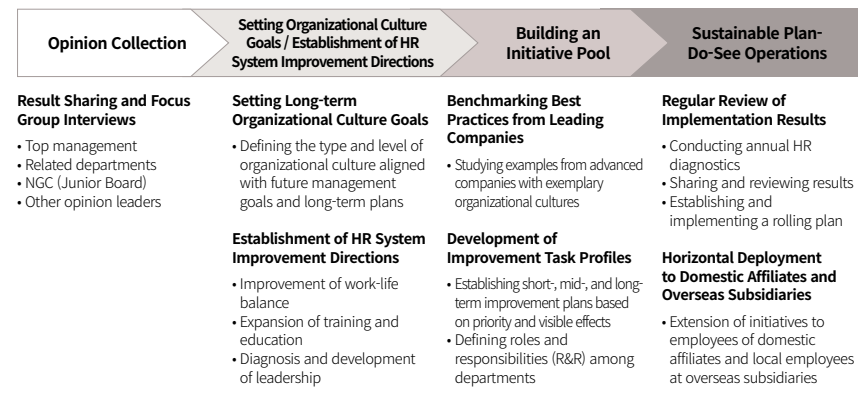 Opinion Collection
Setting Organizational Culture
Goals / Establishment of HR
System Improvement Directions
Building an
Initiative Pool
Sustainable Plan-
Do-See Operations
Result Sharing and Focus
Group Interviews
• Top management
• Related departments
• NGC (Junior Board)
• Other opinion leaders
Setting Long-term
Organizational Culture Goals
• Defining the type and level of
organizational culture aligned
with future management
goals and long-term plans
Establishment of HR System
Improvement Directions
• Improvement of work-life
balance
• Expansion of training and
education
• Diagnosis and development
of leadership
Benchmarking Best
Practices from Leading
Companies
• Studying examples from advanced
companies with exemplary
organizational cultures
Development of
Improvement Task Profiles
• Establishing short-, mid-, and long-
term improvement plans based
on priority and visible effects
• Defining roles and
responsibilities (R&R) among
departments
Regular Review of
Implementation Results
• Conducting annual HR
diagnostics
• Sharing and reviewing results
• Establishing and
implementing a rolling plan
Horizontal Deployment
to Domestic Affiliates and
Overseas Subsidiaries
• Extension of initiatives to
employees of domestic
affiliates and local employees
at overseas subsidiaries